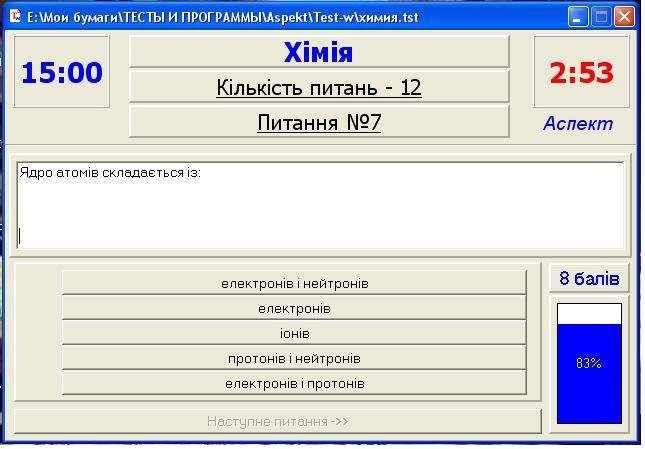 E:\Мои бумаги\ТЕСТЫ И ПРОГРАММЫ\Aspekt\Test-w\химия.tst
15:00
Хімія
2:53
Кількість питань - 12
Питання №7
Аспект
Ядро атомів складається із:
електронів і нейтронів
електронів
іонів
протонів і нейтронів
електронів і протонів
8 балів
83%
Наступне питання ->>